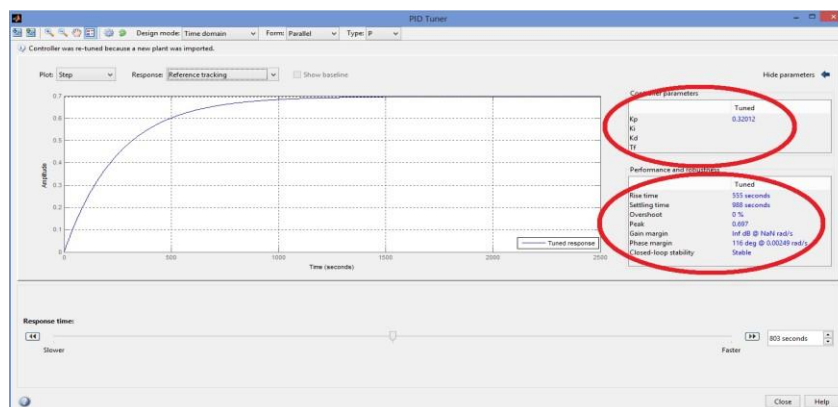 PID Tuner
Design mode: Time domain Form: Parallel Type: P
Controller was re-tuned because a new plant was imported.
Plot: Step Response: Reference tracking Show baseline Hide parameters
Controller parameters
Tuned
Kp 0.32012
Ki
Kd
Tf
Performance and robustness
Tuned
Rise time 555 seconds
Settling time 988 seconds
Overshoot 0 %
Peak 0.697
Gain margin Inf dB @ NaN rad/s
Phase margin 116 deg @ 0.00249 rad/s
Closed-loop stability Stable
0.7
0.6
0.5
0.4
0.3
0.2
0.1
0
Amplitude
Tuned response
0 500 1000 1500 2000 2500
Time (seconds)
Response time:
803 seconds
Slower Faster
Close Help